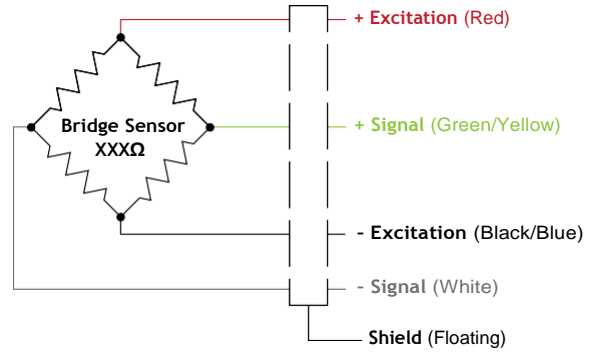 + Excitation (Red)
Bridge Sensor
XXXΩ
+ Signal (Green/Yellow)
- Excitation (Black/Blue)
- Signal (White)
Shield (Floating)